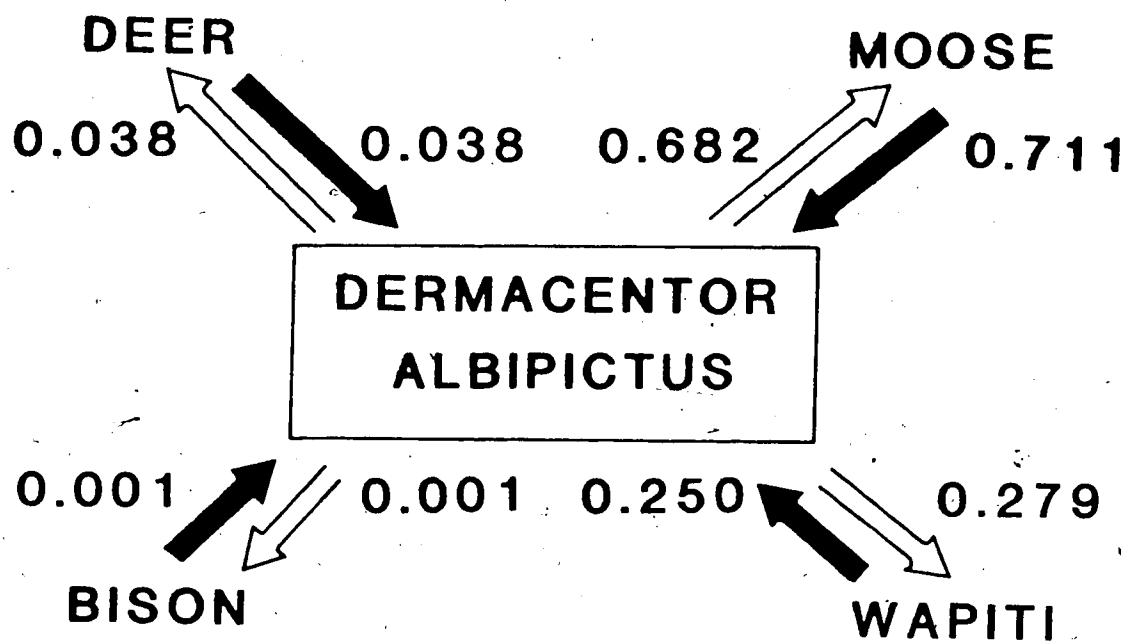 DEER
MOOSE
0.038
0.038
0.682
0.711
DERMACENTOR
ALBIPICTUS
0.001
0.001
0.250
0.279
BISON
WAPITI